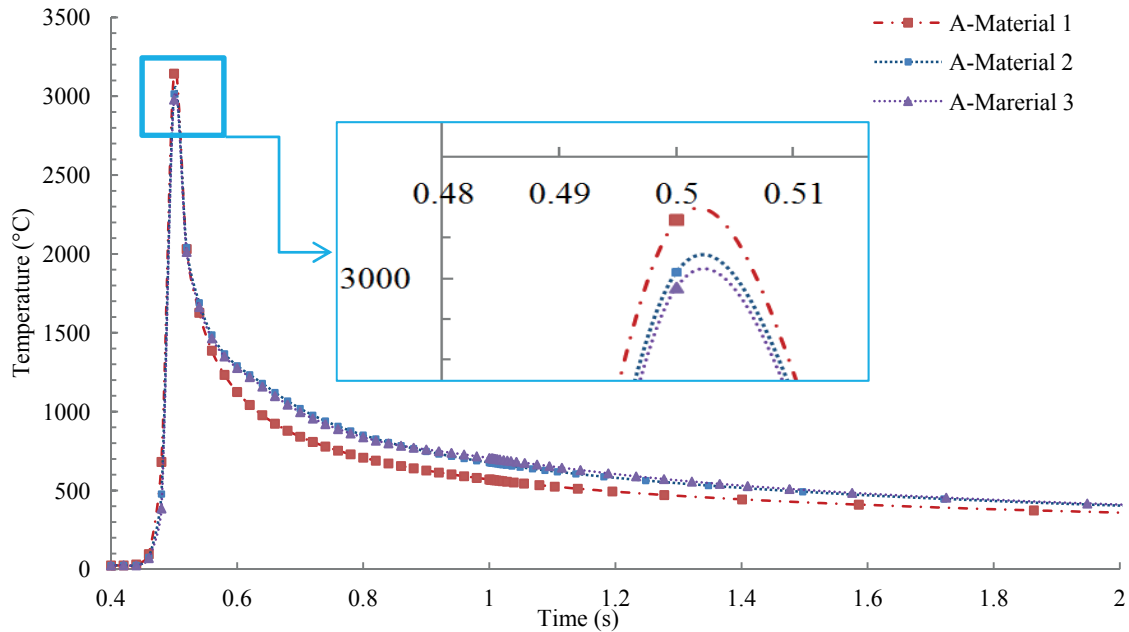 3500
3000
2500
2000
1500
1000
500
0
Temperature (°C)
0.4 0.6 0.8 1 1.2 1.4 1.6 1.8 2
Time (s)
A-Material 1
A-Material 2
A-Marerial 3
0.48 0.49 0.5 0.51
3000